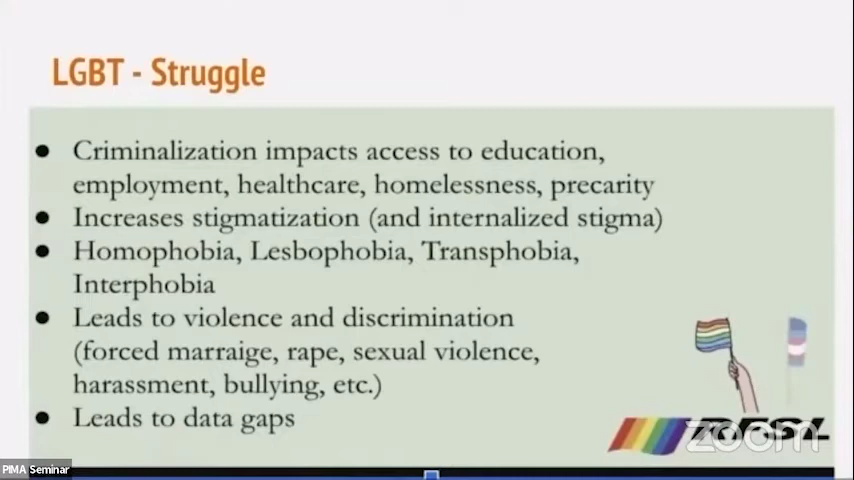 LGBT - Struggle
● Criminalization impacts access to education,
employment, healthcare, homelessness, precarity
● Increases stigmatization (and internalized stigma)
● Homophobia, Lesbophobia, Transphobia,
Interphobia
● Leads to violence and discrimination
(forced marraige, rape, sexual violence,
harassment, bullying, etc.)
● Leads to data gaps
zoom
PIMA Seminar